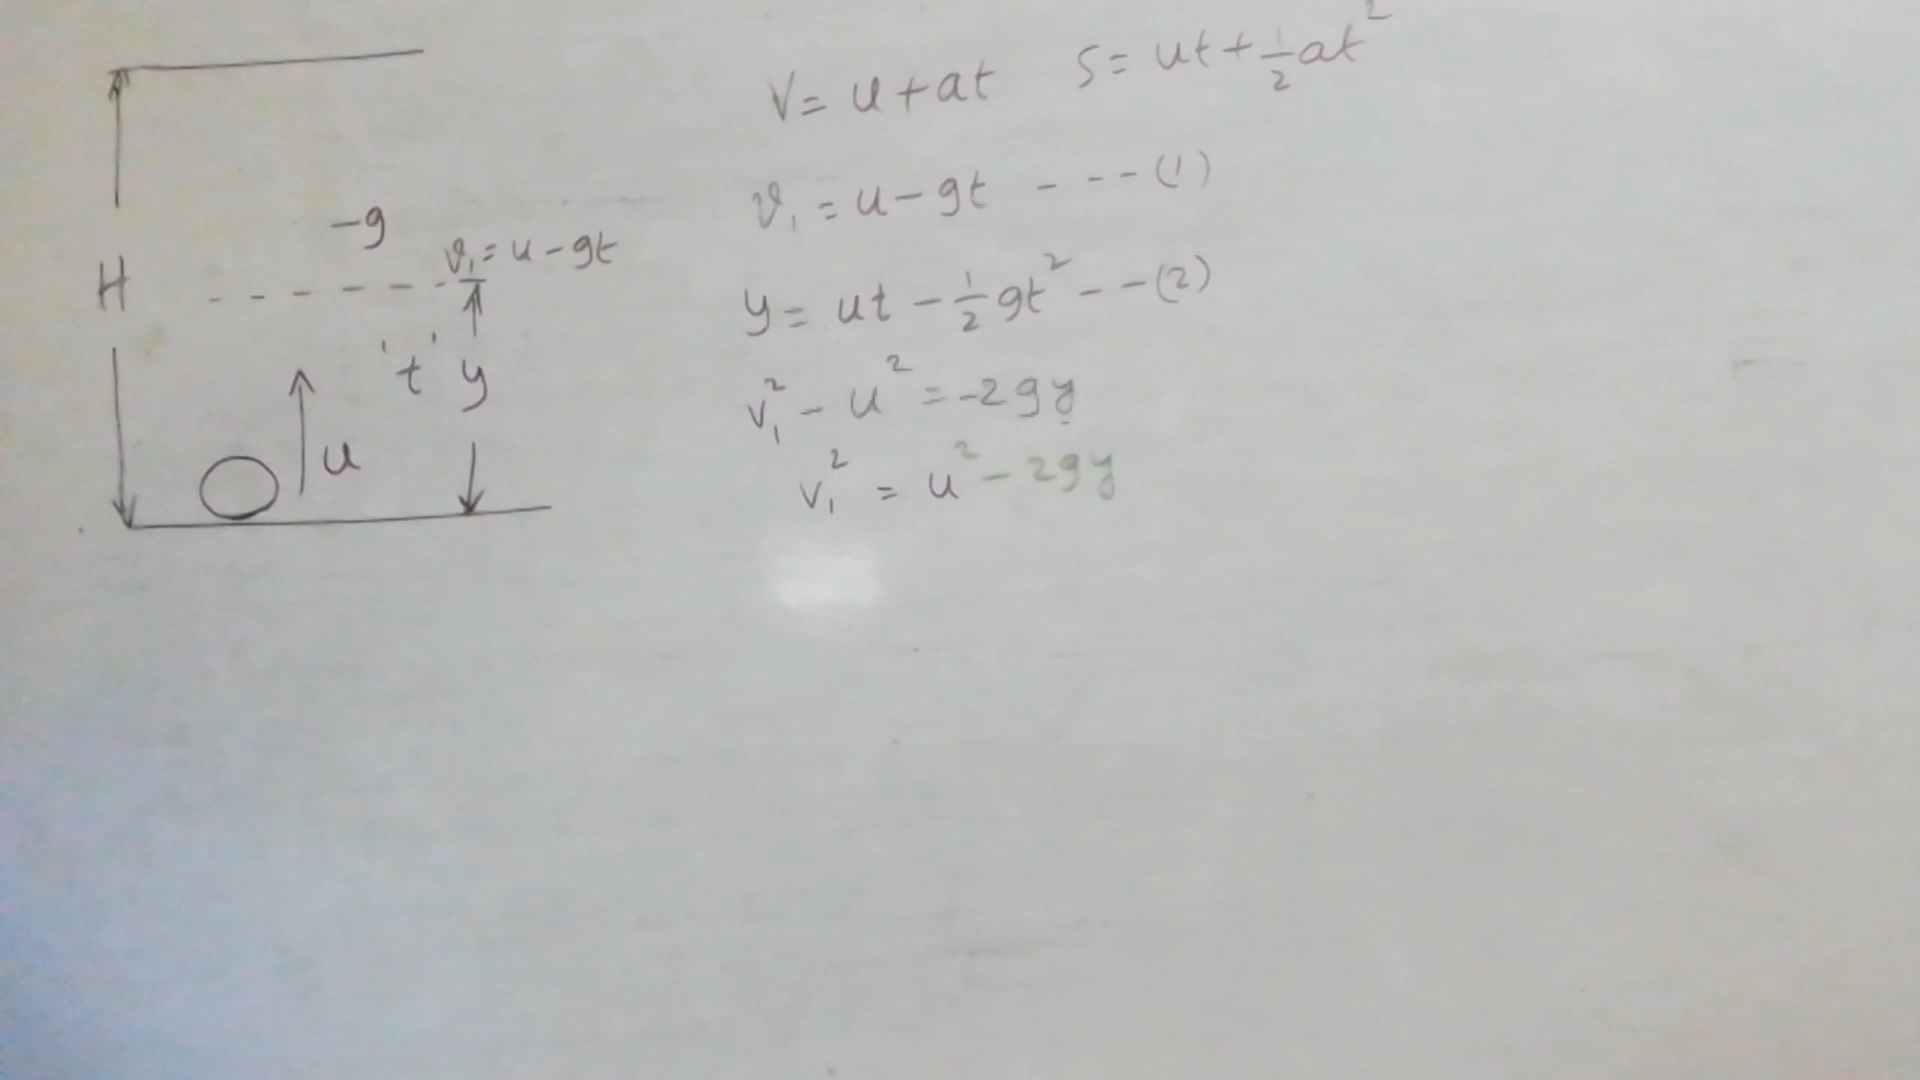 V = u + at    S = ut + 1/2 at²
-g
v₁ = u - gt
H
't' y
u
v₁ = u - gt - - - - (1)
y = ut - 1/2 gt² - - (2)
v₁² - u² = -2gy
v₁² = u² - 2gy